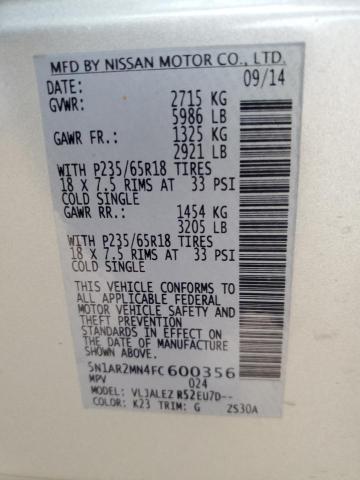 MFD BY NISSAN MOTOR CO., LTD.
DATE: 09/14
GVWR: 2715 KG
5986 LB
GAWR FR.: 1325 KG
2921 LB
WITH P235/65R18 TIRES
18 X 7.5 RIMS AT 33 PSI
COLD SINGLE
GAWR RR.: 1454 KG
3205 LB
WITH P235/65R18 TIRES
18 X 7.5 RIMS AT 33 PSI
COLD SINGLE
THIS VEHICLE CONFORMS TO
ALL APPLICABLE FEDERAL
MOTOR VEHICLE SAFETY AND
THEFT PREVENTION
STANDARDS IN EFFECT ON
THE DATE OF MANUFACTURE
SHOWN ABOVE.
5N1AR2MN4FC600356
MPV 024
MODEL: VLJALEZ R52EU7D--
COLOR: K23 TRIM: G ZS30A